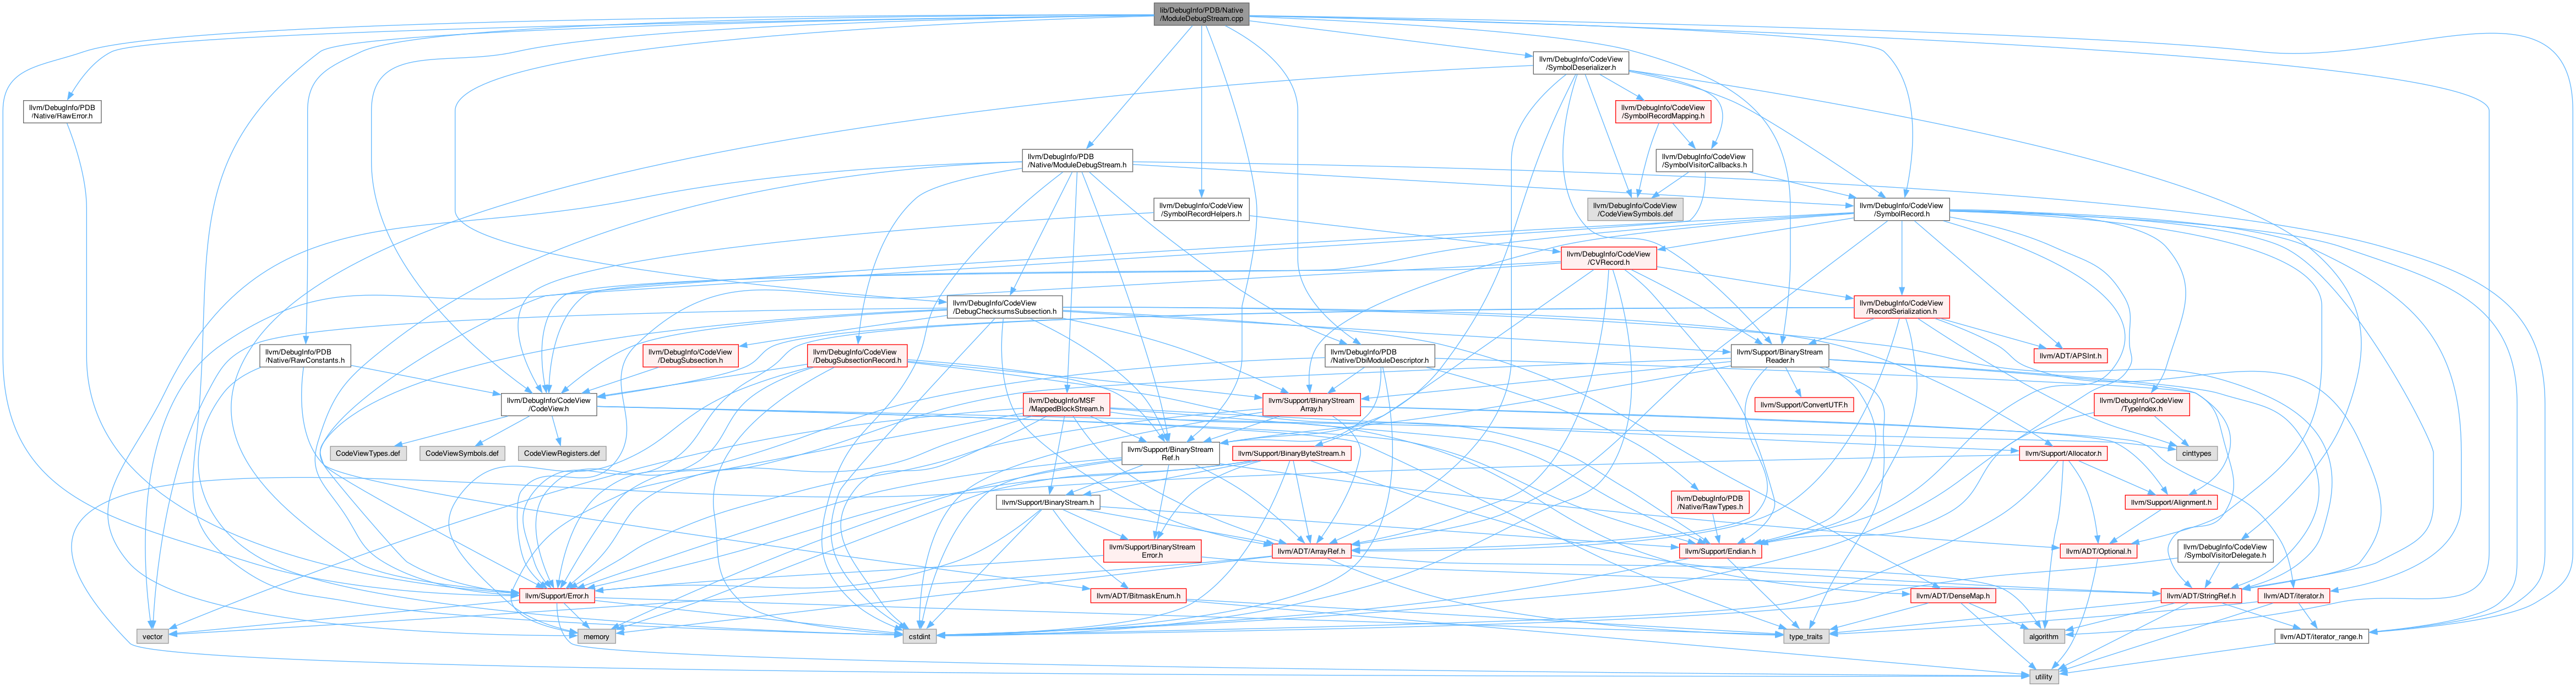 lib/DebugInfo/PDB/Native
/ModuleDebugStream.cpp
llvm/DebugInfo/CodeView
/SymbolDeserializer.h
llvm/DebugInfo/PDB
/Native/RawError.h
llvm/DebugInfo/CodeView
/SymbolRecordMapping.h
llvm/DebugInfo/PDB
/Native/ModuleDebugStream.h
llvm/DebugInfo/CodeView
/SymbolVisitorCallbacks.h
llvm/DebugInfo/CodeView
/SymbolRecordHelpers.h
llvm/DebugInfo/CodeView
/CodeViewSymbols.def
llvm/DebugInfo/CodeView
/SymbolRecord.h
llvm/DebugInfo/CodeView
/CVRecord.h
llvm/DebugInfo/CodeView
/DebugChecksumsSubsection.h
llvm/DebugInfo/CodeView
/RecordSerialization.h
llvm/DebugInfo/PDB
/Native/RawConstants.h
llvm/DebugInfo/CodeView
/DebugSubsection.h
llvm/DebugInfo/CodeView
/DebugSubsectionRecord.h
llvm/DebugInfo/PDB
/Native/DbiModuleDescriptor.h
llvm/Support/BinaryStream
Reader.h
llvm/ADT/APSInt.h
llvm/DebugInfo/CodeView
/CodeView.h
llvm/DebugInfo/MSF
/MappedBlockStream.h
llvm/Support/BinaryStream
Array.h
llvm/Support/ConvertUTF.h
llvm/DebugInfo/CodeView
/TypeIndex.h
CodeViewTypes.def
CodeViewSymbols.def
CodeViewRegisters.def
llvm/Support/BinaryStream
Ref.h
llvm/Support/BinaryByteStream.h
llvm/Support/Allocator.h
cinttypes
llvm/Support/BinaryStream.h
llvm/DebugInfo/PDB
/Native/RawTypes.h
llvm/Support/Alignment.h
llvm/Support/BinaryStream
Error.h
llvm/ADT/ArrayRef.h
llvm/Support/Endian.h
llvm/ADT/Optional.h
llvm/DebugInfo/CodeView
/SymbolVisitorDelegate.h
llvm/Support/Error.h
llvm/ADT/BitmaskEnum.h
llvm/ADT/DenseMap.h
llvm/ADT/StringRef.h
llvm/ADT/iterator.h
vector
memory
cstdint
type_traits
algorithm
llvm/ADT/iterator_range.h
utility